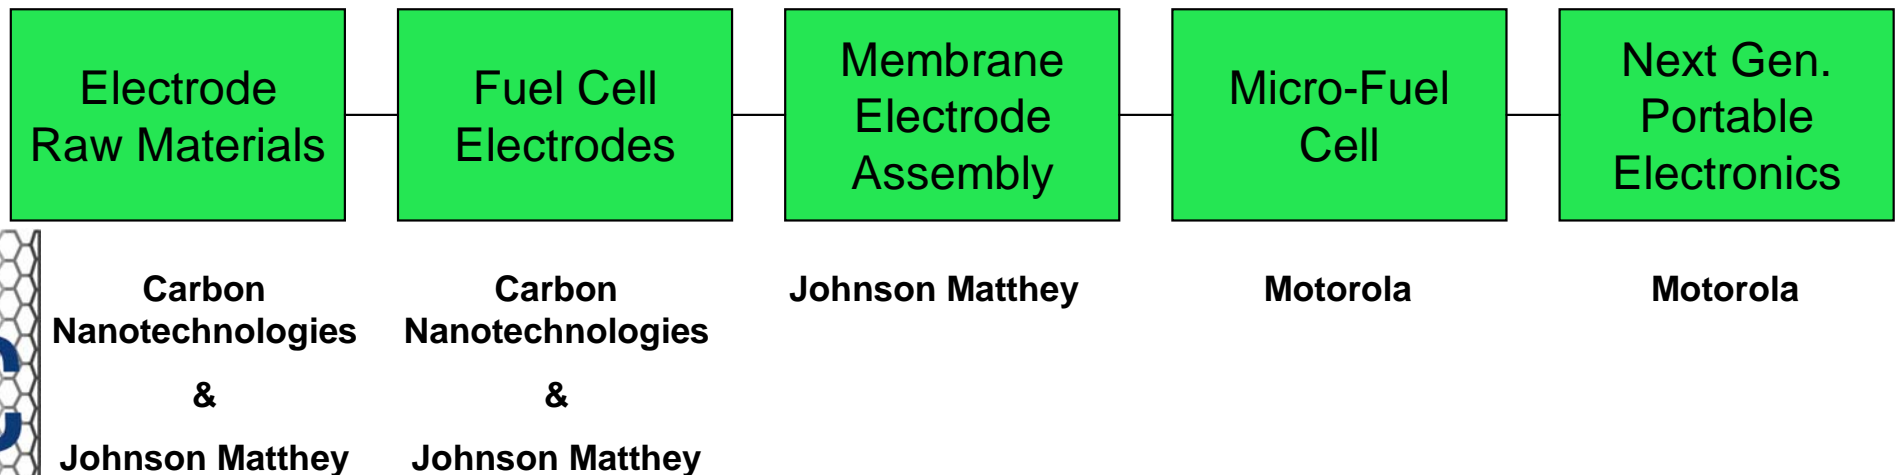 Electrode
Raw Materials
Fuel Cell
Electrodes
Membrane
Electrode
Assembly
Micro-Fuel
Cell
Next Gen.
Portable
Electronics
Carbon
Nanotechnologies
&
Johnson Matthey
Carbon
Nanotechnologies
&
Johnson Matthey
Johnson Matthey
Motorola
Motorola